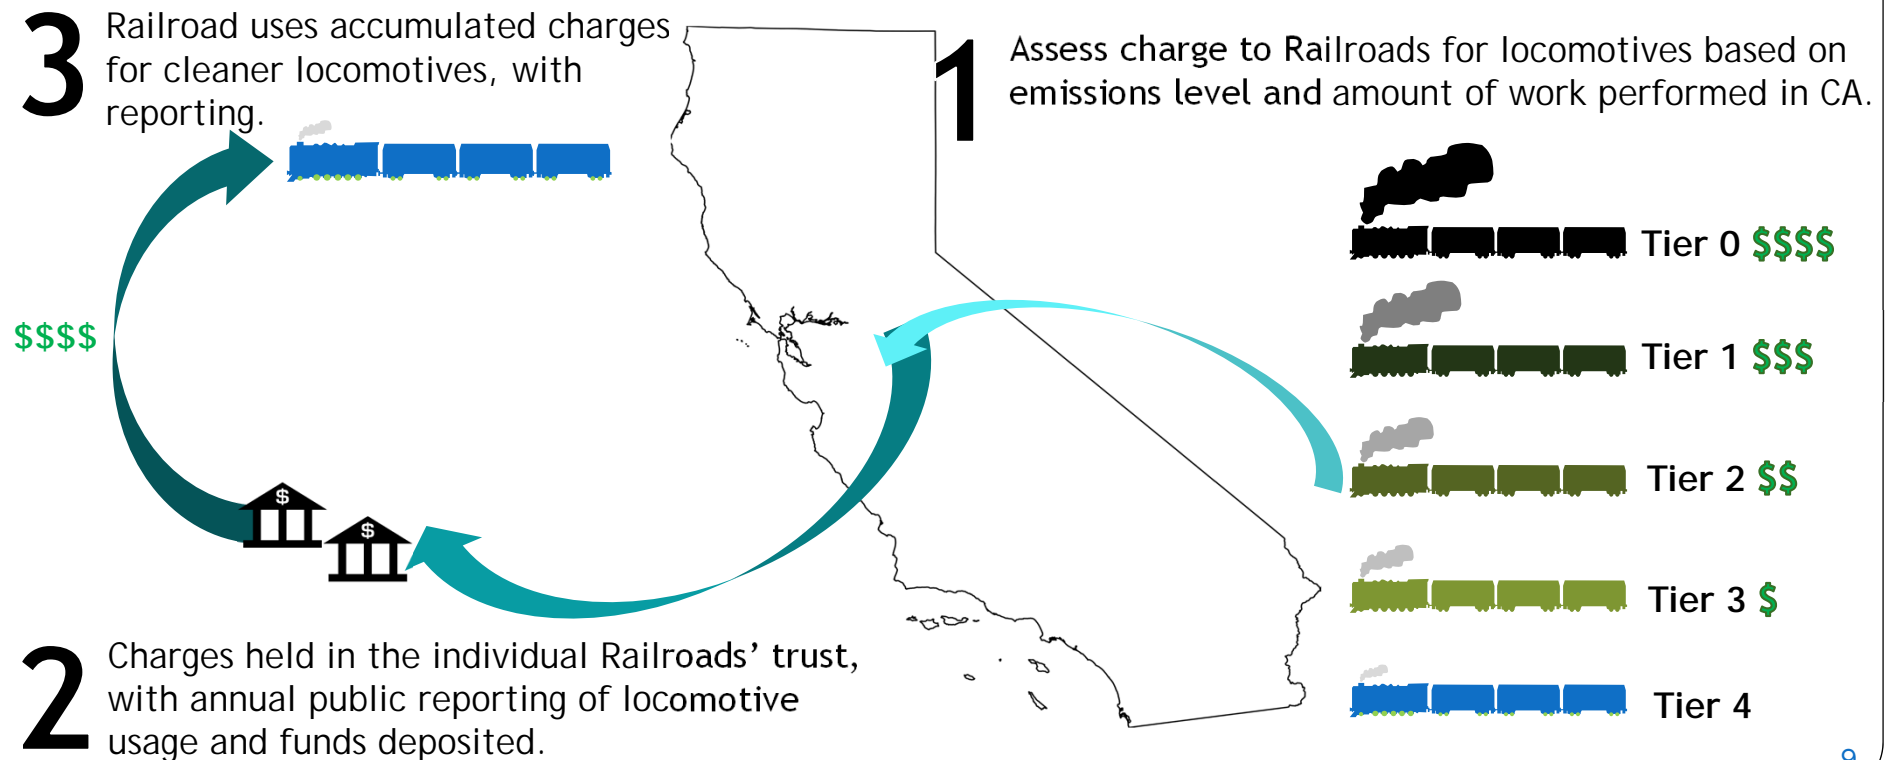 3
Railroad uses accumulated charges
for cleaner locomotives, with
reporting.
1
Assess charge to Railroads for locomotives based on
emissions level and amount of work performed in CA.
Tier 0 $$$$
Tier 1 $$$
Tier 2 $$
Tier 3 $
Tier 4
$$$$
$
$
2
Charges held in the individual Railroads’ trust,
with annual public reporting of locomotive
usage and funds deposited.
9